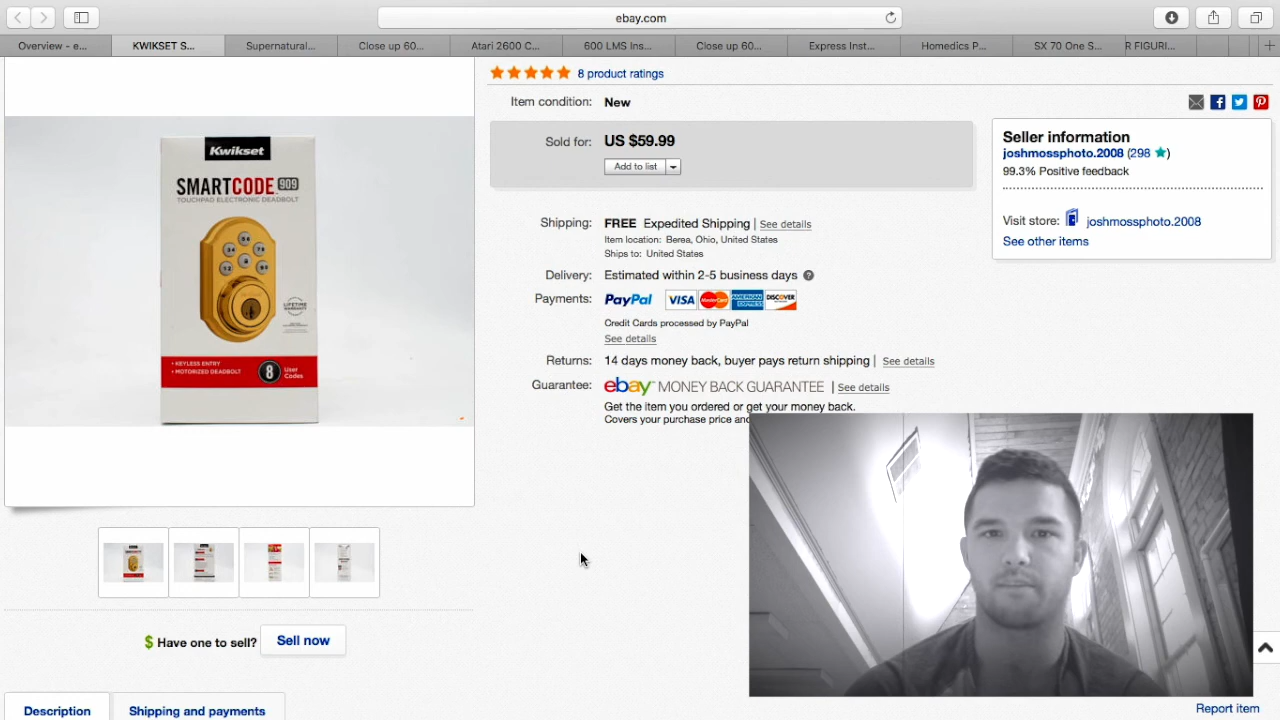 ebay.com
Overview - e...
KWIKSET S...
Supernatural...
Close up 60...
Atari 2600 C...
600 LMS Ins...
Close up 60...
Express Inst...
Homedics P...
SX 70 One S...
R FIGURI...
8 product ratings
Item condition: New
Sold for: US $59.99
Add to list
Shipping: FREE Expedited Shipping | See details
Item location: Berea, Ohio, United States
Ships to: United States
Delivery: Estimated within 2-5 business days
Payments: PayPal VISA MasterCard AMERICAN EXPRESS DISCOVER
Credit Cards processed by PayPal
See details
Returns: 14 days money back, buyer pays return shipping | See details
Guarantee: ebay MONEY BACK GUARANTEE | See details
Get the item you ordered or get your money back.
Covers your purchase price and
Seller information
joshmossphoto.2008 (298 )
99.3% Positive feedback
Visit store: joshmossphoto.2008
See other items
Kwikset
SMARTCODE 909
TOUCHPAD ELECTRONIC DEADBOLT
LIFETIME
WARRANTY
• KEYLESS ENTRY
• MOTORIZED DEADBOLT
8 User
Codes
$ Have one to sell? Sell now
Description
Shipping and payments
Report item